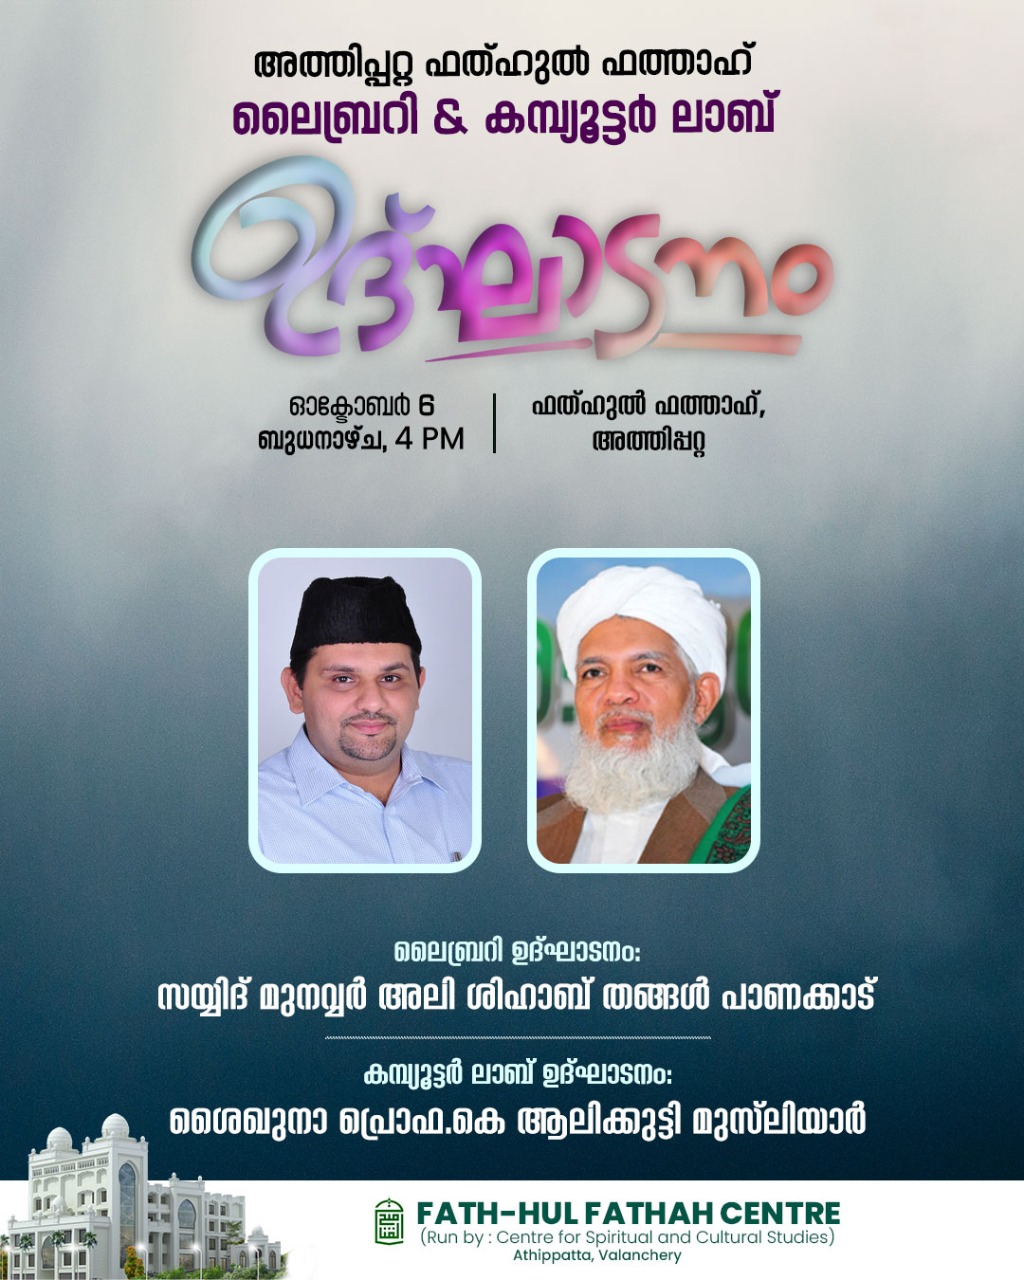 അത്തിപ്പറ്റ ഫത്ഹുൽ ഫത്താഹ്
ലൈബ്രറി & കമ്പ്യൂട്ടർ ലാബ്
ഉദ്ഘാടനം
ഓക്ടോബർ 6
ബുധനാഴ്ച, 4 PM
ഫത്ഹുൽ ഫത്താഹ്,
അത്തിപ്പറ്റ
ലൈബ്രറി ഉദ്ഘാടനം:
സയ്യിദ് മുനവ്വർ അലി ശിഹാബ് തങ്ങൾ പാണക്കാട്
കമ്പ്യൂട്ടർ ലാബ് ഉദ്ഘാടനം:
ശൈഖുനാ പ്രൊഫ.കെ ആലിക്കുട്ടി മുസ്‌ലിയാർ
FATH-HUL FATHAH CENTRE
(Run by : Centre for Spiritual and Cultural Studies)
Athippatta, Valanchery